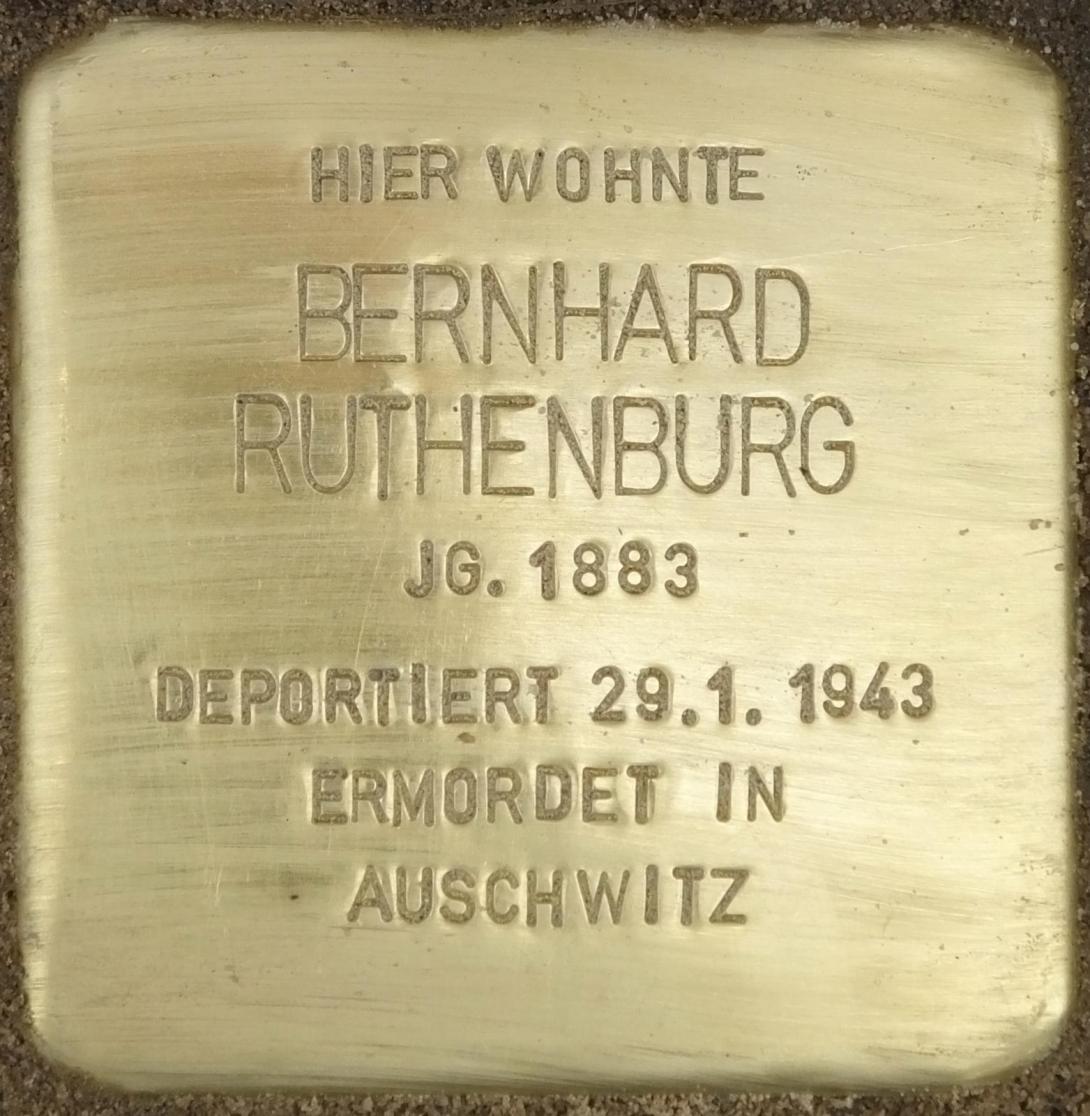 HIER WOHNTE
BERNHARD
RUTHENBURG
JG. 1883
DEPORTIERT 29.1.1943
ERMORDET IN
AUSCHWITZ